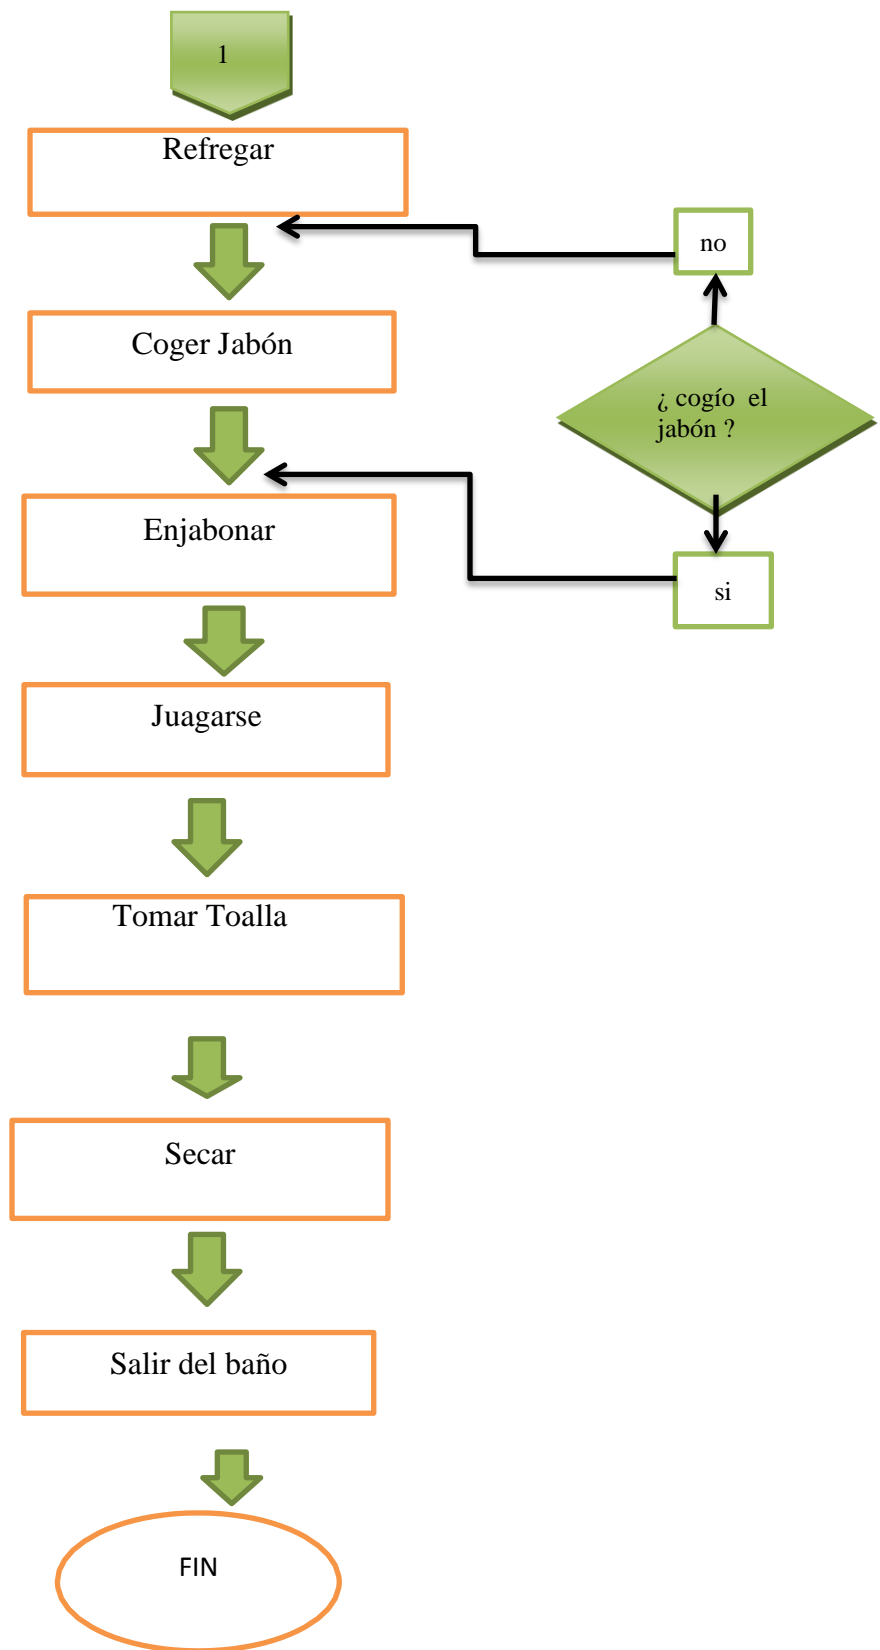 1
Refregar
no
Coger Jabón
¿ cogío el
jabón ?
Enjabonar
si
Juagarse
Tomar Toalla
Secar
Salir del baño
FIN